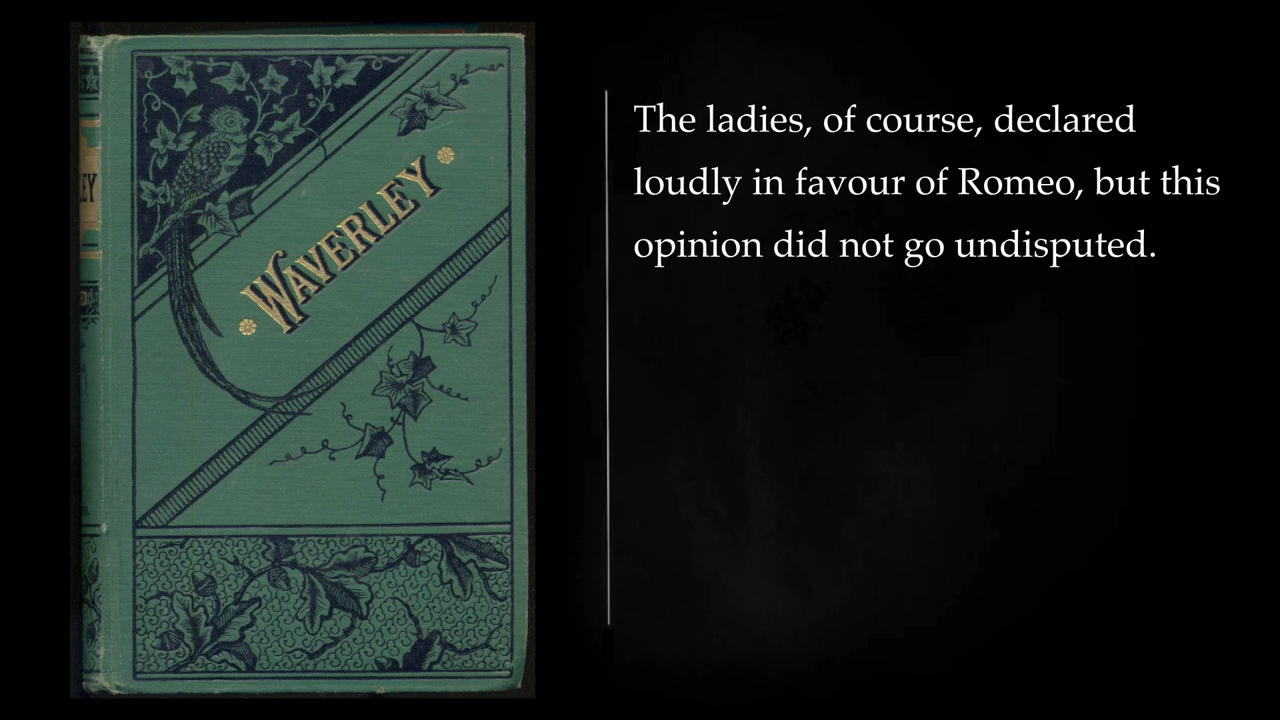 WAVERLEY
The ladies, of course, declared
loudly in favour of Romeo, but this
opinion did not go undisputed.